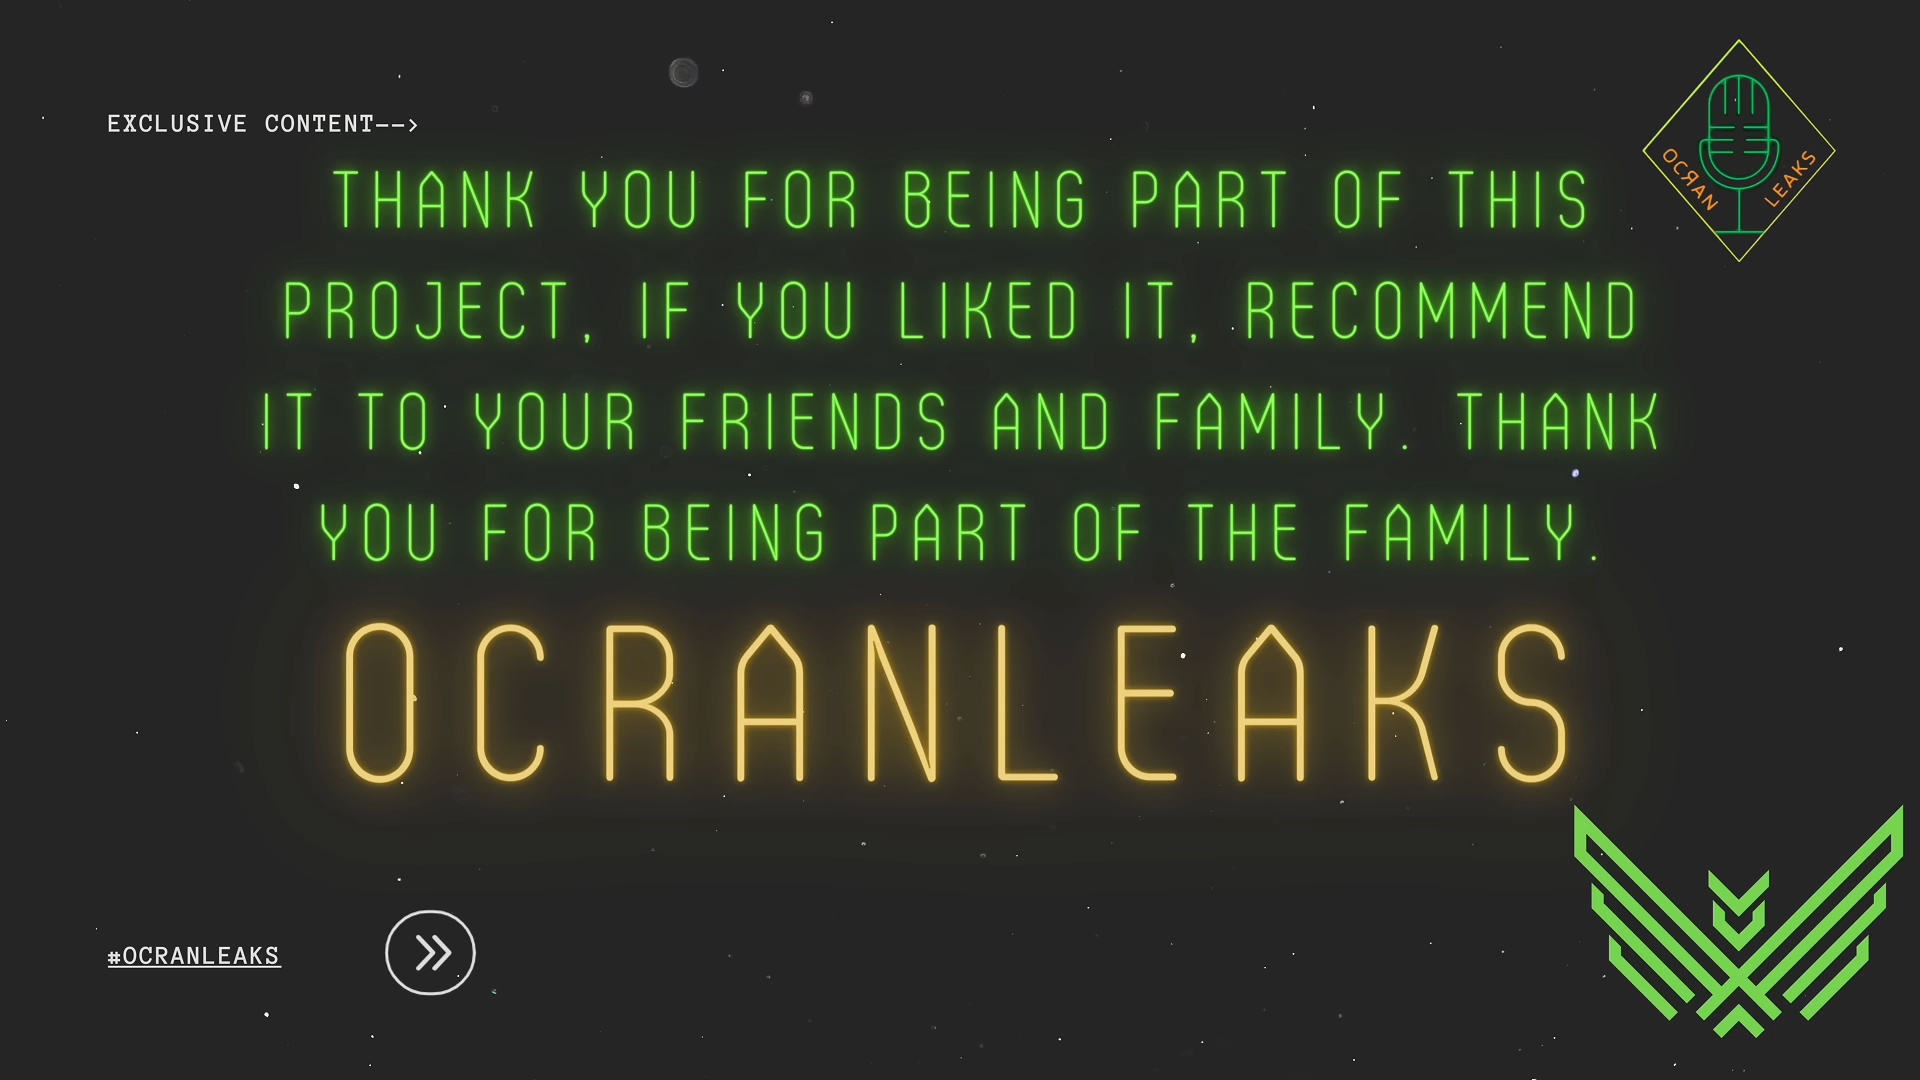 EXCLUSIVE CONTENT-->
OCЯAN LEAKS
THANK YOU FOR BEING PART OF THIS
PROJECT, IF YOU LIKED IT, RECOMMEND
IT TO YOUR FRIENDS AND FAMILY. THANK
YOU FOR BEING PART OF THE FAMILY.
OCRANLEAKS
#OCRANLEAKS